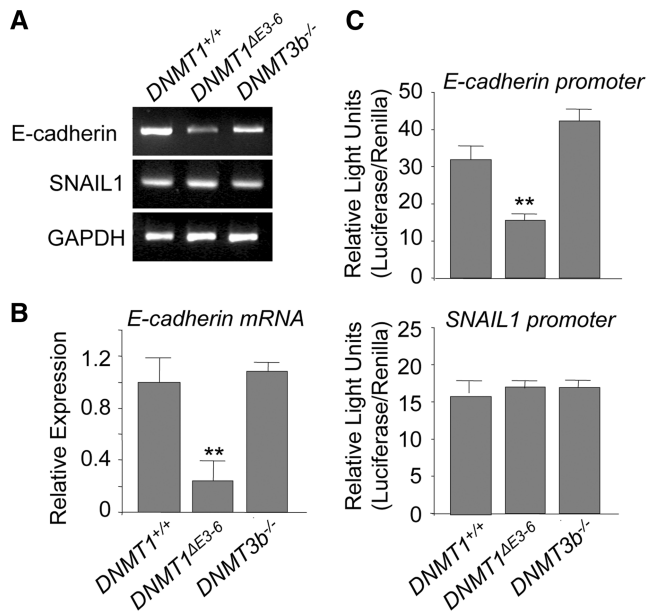 A
DNMT1+/+ DNMT1ΔE3-6 DNMT3b-/-
E-cadherin
SNAIL1
GAPDH
B
E-cadherin mRNA
Relative Expression
1.2
0.8
0.4
0
**
DNMT1+/+ DNMT1ΔE3-6 DNMT3b-/-
C
E-cadherin promoter
Relative Light Units
(Luciferase/Renilla)
50
40
30
20
10
0
**
SNAIL1 promoter
Relative Light Units
(Luciferase/Renilla)
25
20
15
10
5
0
DNMT1+/+ DNMT1ΔE3-6 DNMT3b-/-